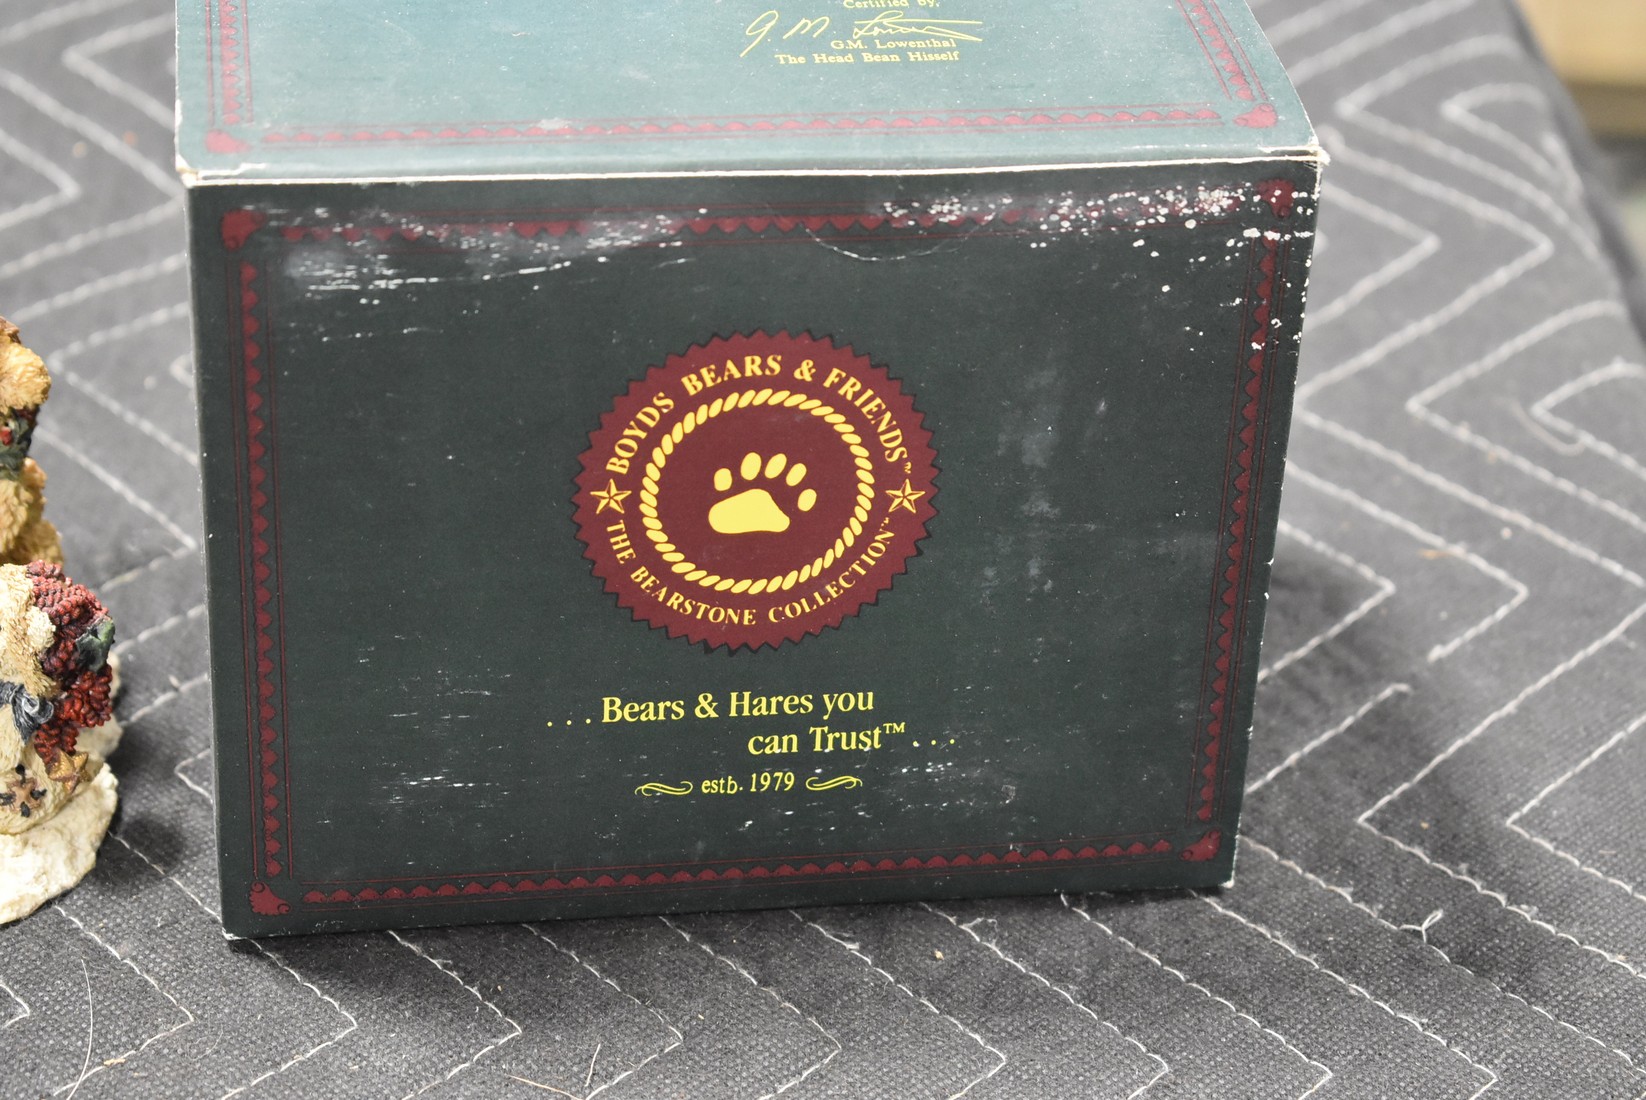 Certified by,
G.M. Lowenthal
G.M. Lowenthal
The Head Bean Hisself
BOYDS BEARS & FRIENDS™
THE BEARSTONE COLLECTION™
. . . Bears & Hares you
can Trust™ . . .
estb. 1979